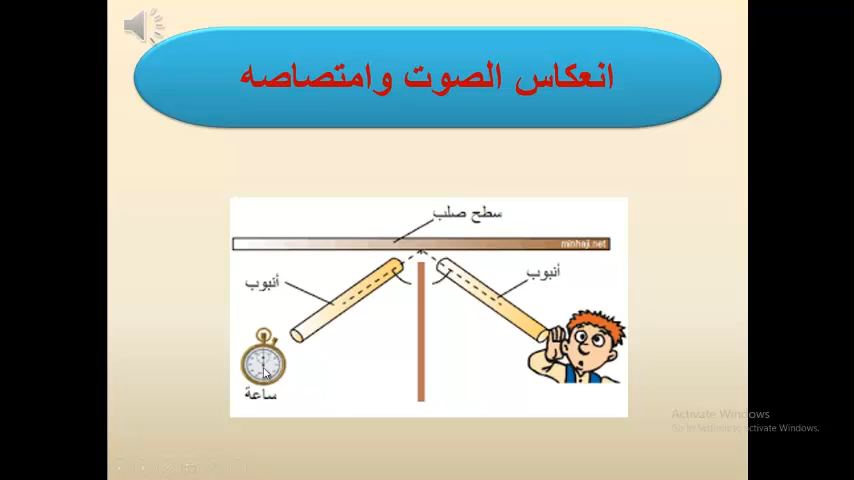 انعكاس الصوت وامتصاصه
سطح صلب
minhaji.net
أنبوب
أنبوب
ساعة
Activate Windows
Go to Settings to activate Windows.